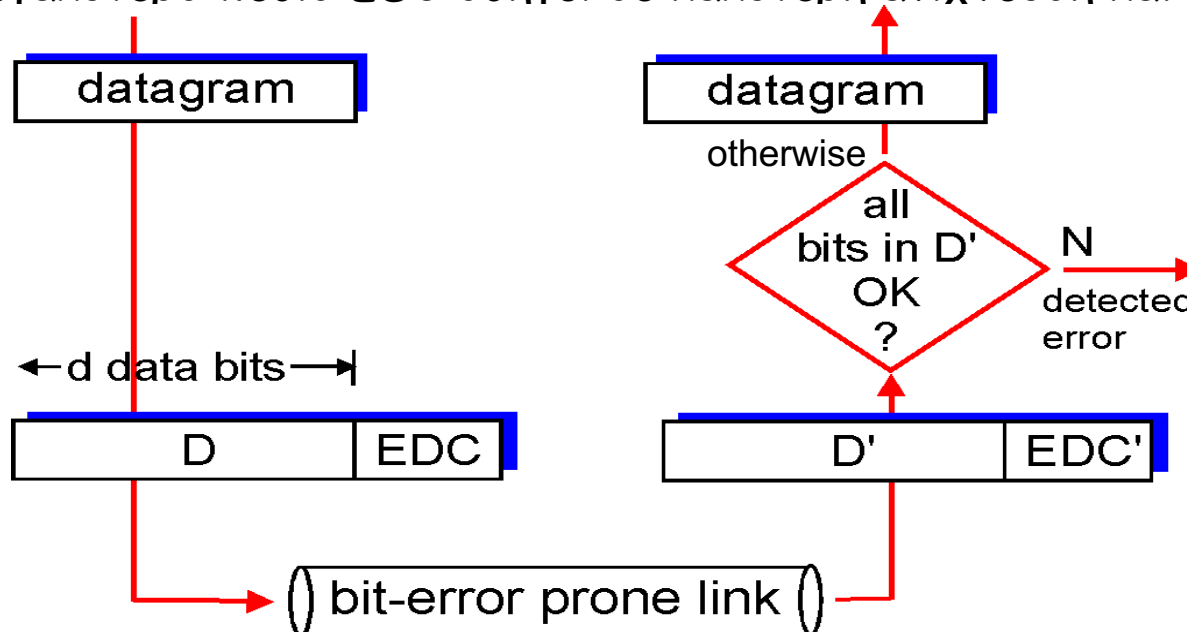 datagram
datagram
otherwise
all
bits in D'
OK
?
N
detected
error
d data bits
D
EDC
D'
EDC'
bit-error prone link